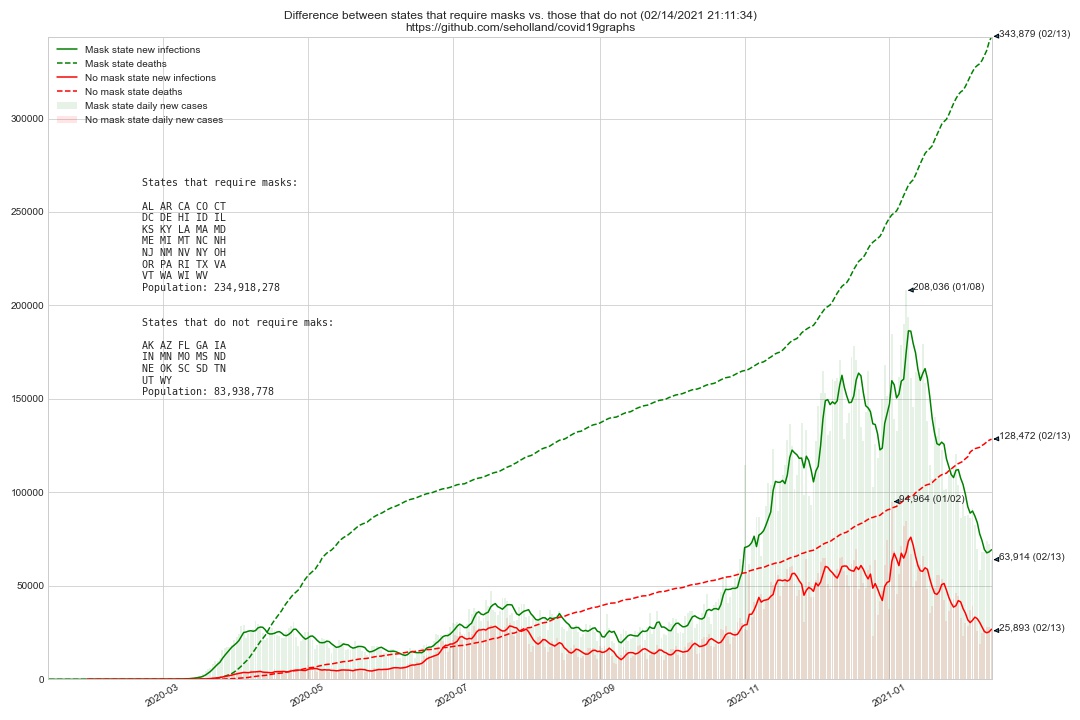 Difference between states that require masks vs. those that do not (02/14/2021 21:11:34)
https://github.com/seholland/covid19graphs
343,879 (02/13)
Mask state new infections
Mask state deaths
No mask state new infections
No mask state deaths
Mask state daily new cases
No mask state daily new cases
300000
States that require masks:
AL AR CA CO CT
DC DE HI ID IL
KS KY LA MA MD
ME MI MT NC NH
NJ NM NV NY OH
OR PA RI TX VA
VT WA WI WV
Population: 234,918,278
250000
208,036 (01/08)
200000
States that do not require maks:
AK AZ FL GA IA
IN MN MO MS ND
NE OK SC SD TN
UT WY
Population: 83,938,778
150000
128,472 (02/13)
100000
94,964 (01/02)
63,914 (02/13)
50000
25,893 (02/13)
0
2020-03
2020-05
2020-07
2020-09
2020-11
2021-01